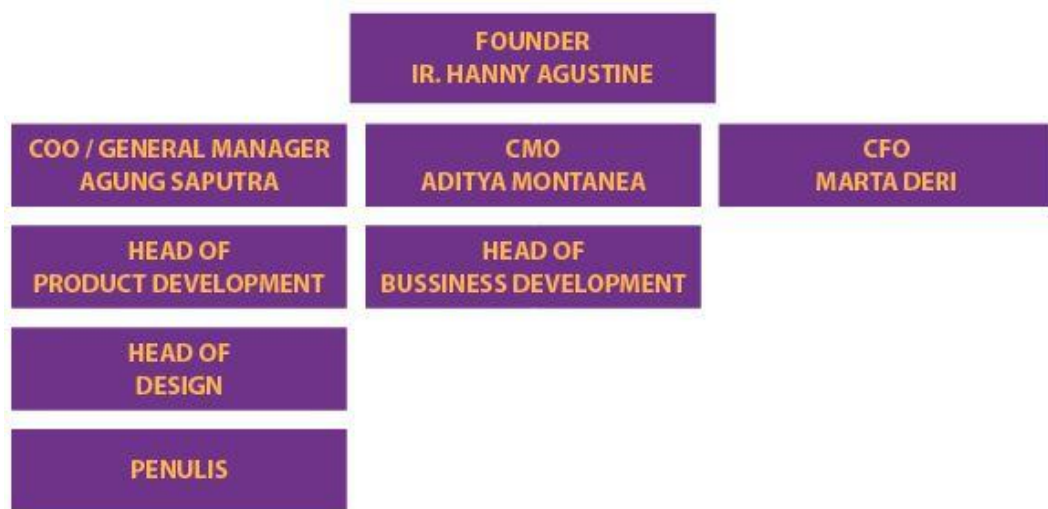 FOUNDER
IR. HANNY AGUSTINE
COO / GENERAL MANAGER
AGUNG SAPUTRA
CMO
ADITYA MONTANEA
CFO
MARTA DERI
HEAD OF
PRODUCT DEVELOPMENT
HEAD OF
BUSSINESS DEVELOPMENT
HEAD OF
DESIGN
PENULIS